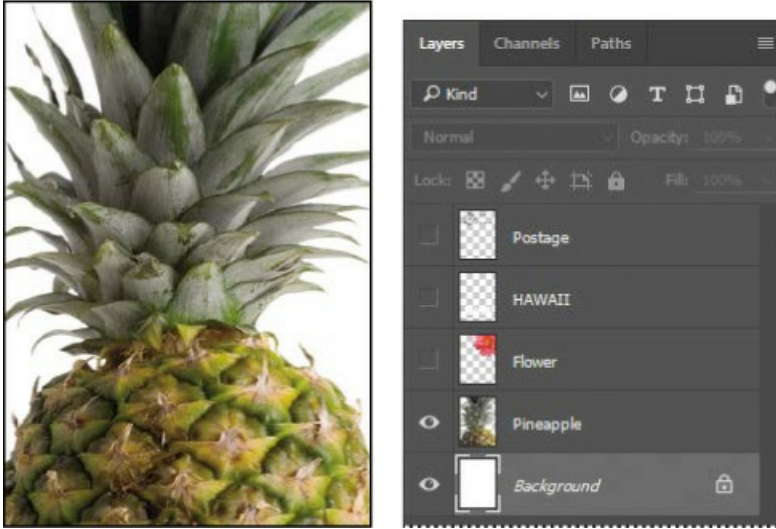 Layers Channels Paths
Kind
Normal Opacity: 100%
Lock: Fill: 100%
Postage
HAWAII
Flower
Pineapple
Background